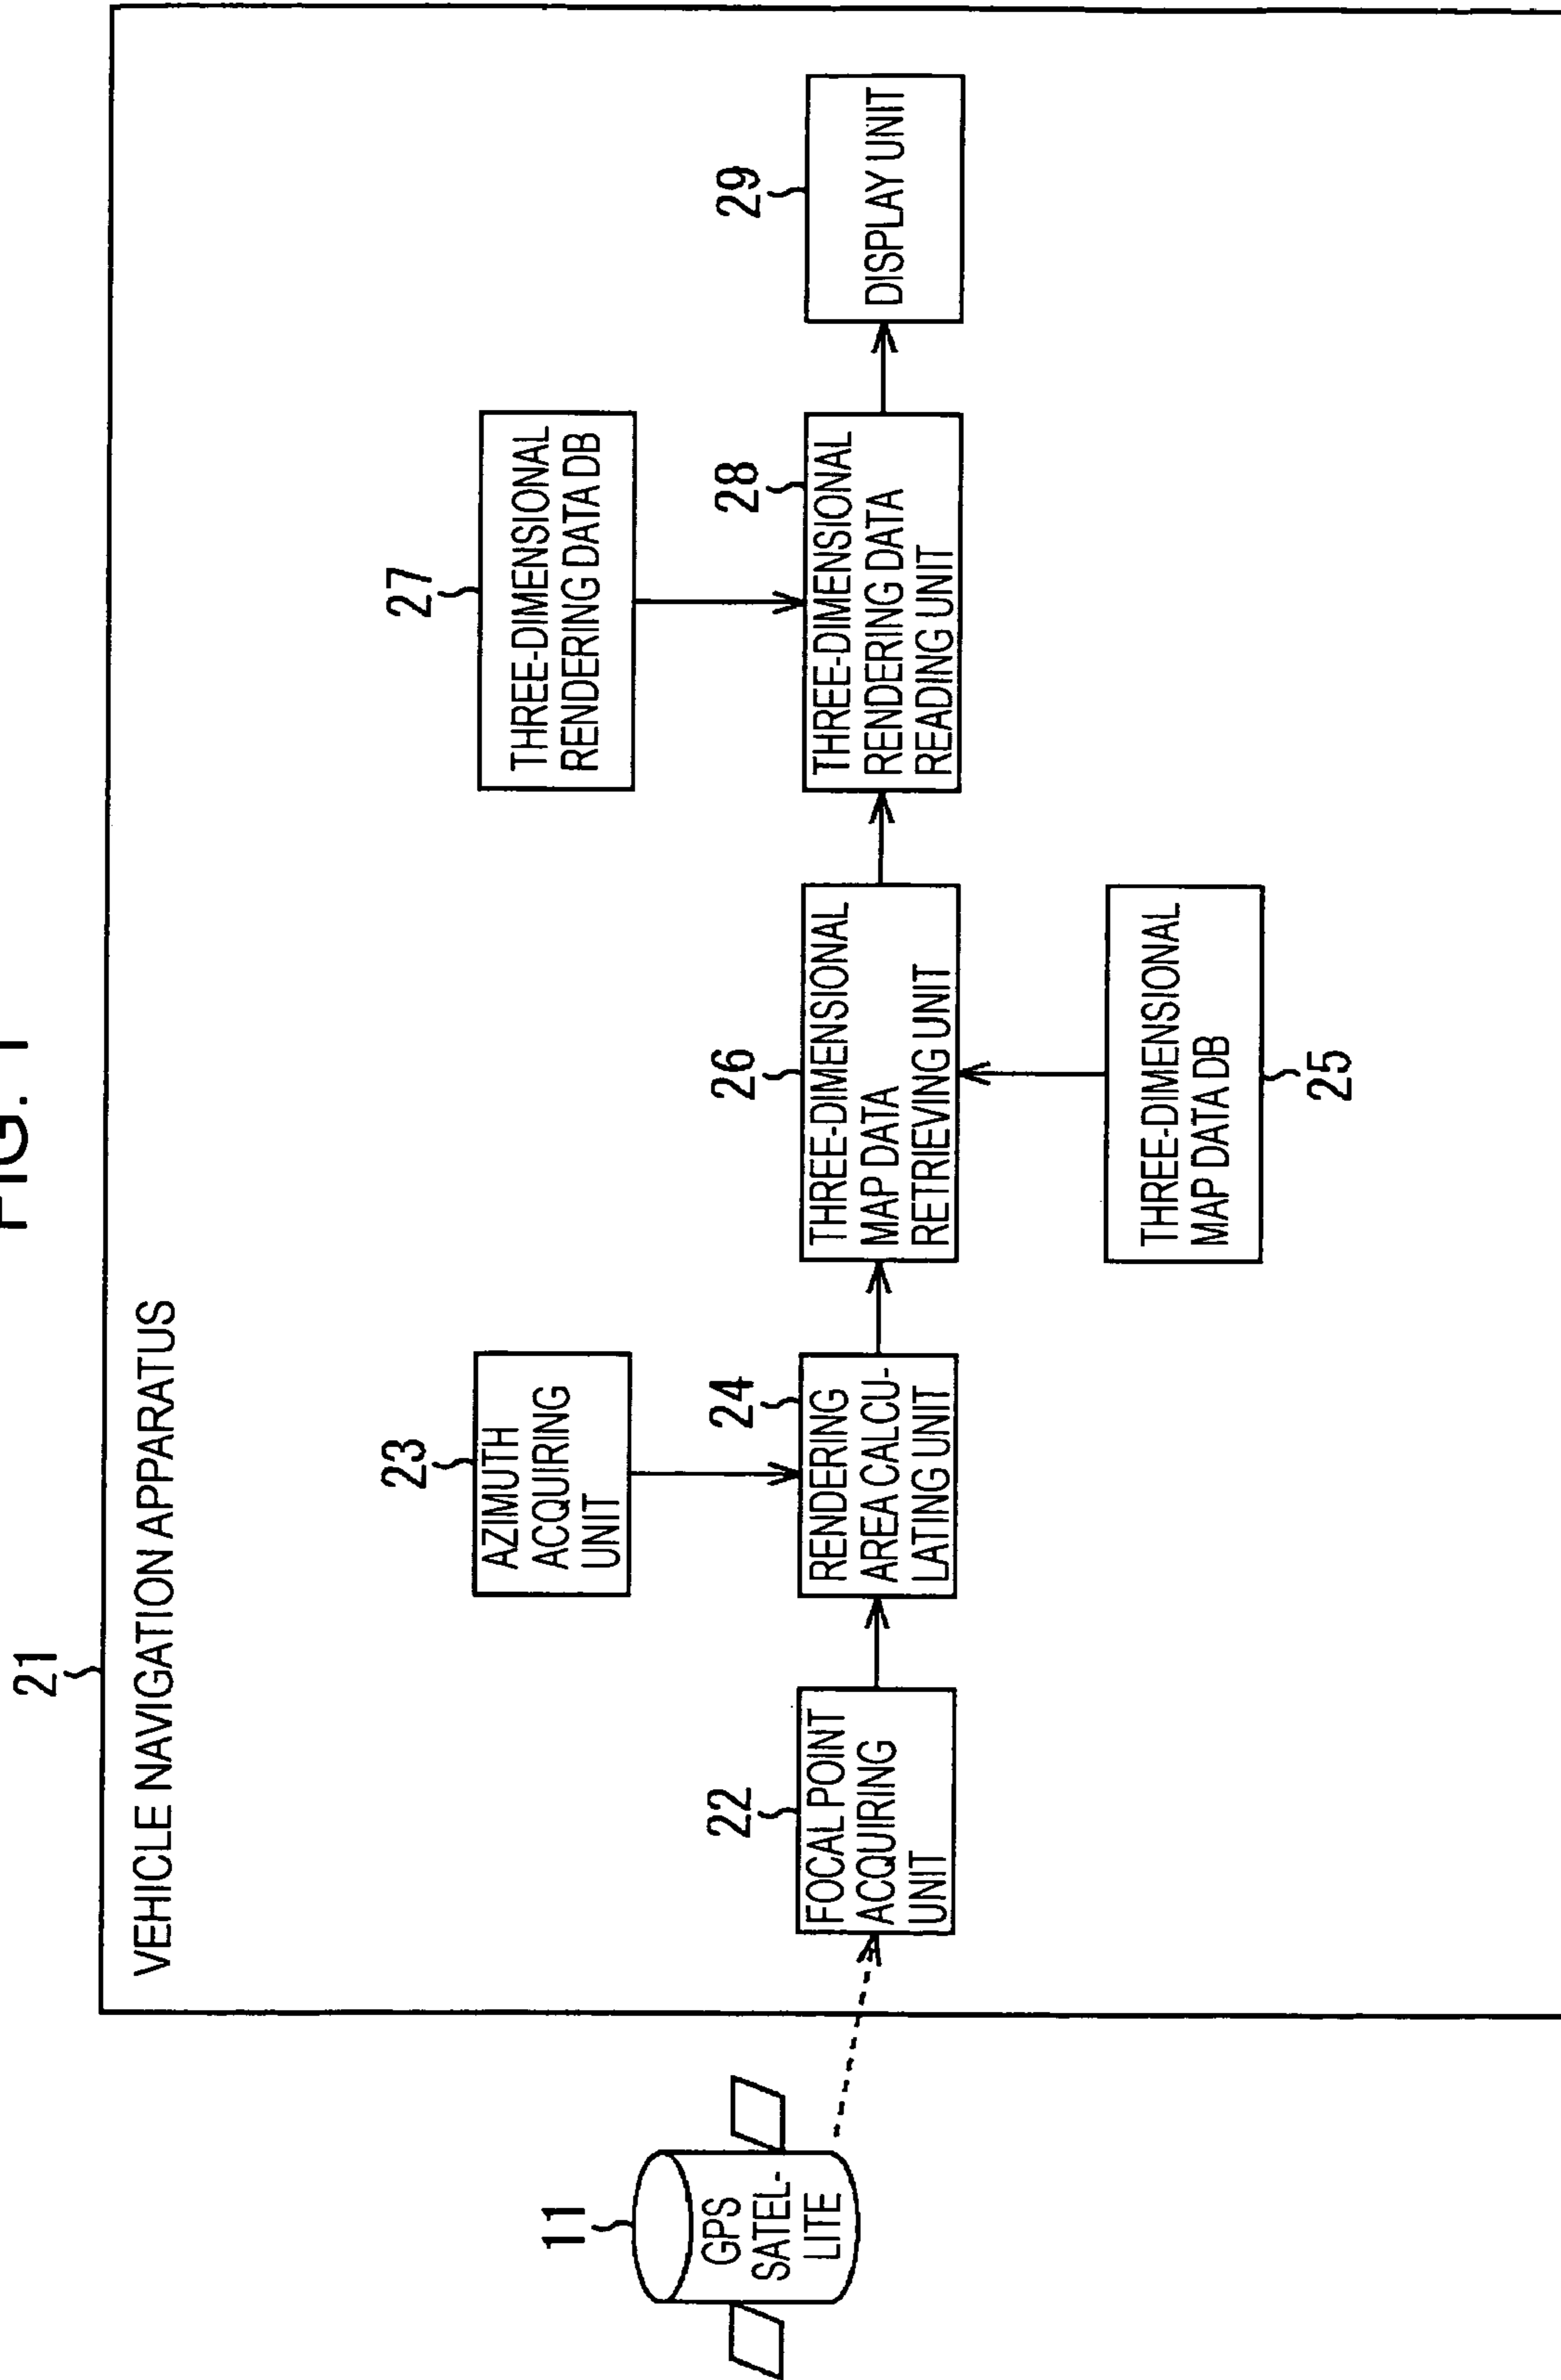 FIG. 1
21
VEHICLE NAVIGATION APPARATUS
11
GPS
SATEL-
LITE
22
FOCAL POINT
ACQUIRING
UNIT
23
AZIMUTH
ACQUIRING
UNIT
24
RENDERING
AREA CALCU-
LATING UNIT
26
THREE-DIMENSIONAL
MAP DATA
RETRIEVING UNIT
THREE-DIMENSIONAL
MAP DATA DB
25
27
THREE-DIMENSIONAL
RENDERING DATA DB
28
THREE-DIMENSIONAL
RENDERING DATA
READING UNIT
29
DISPLAY UNIT